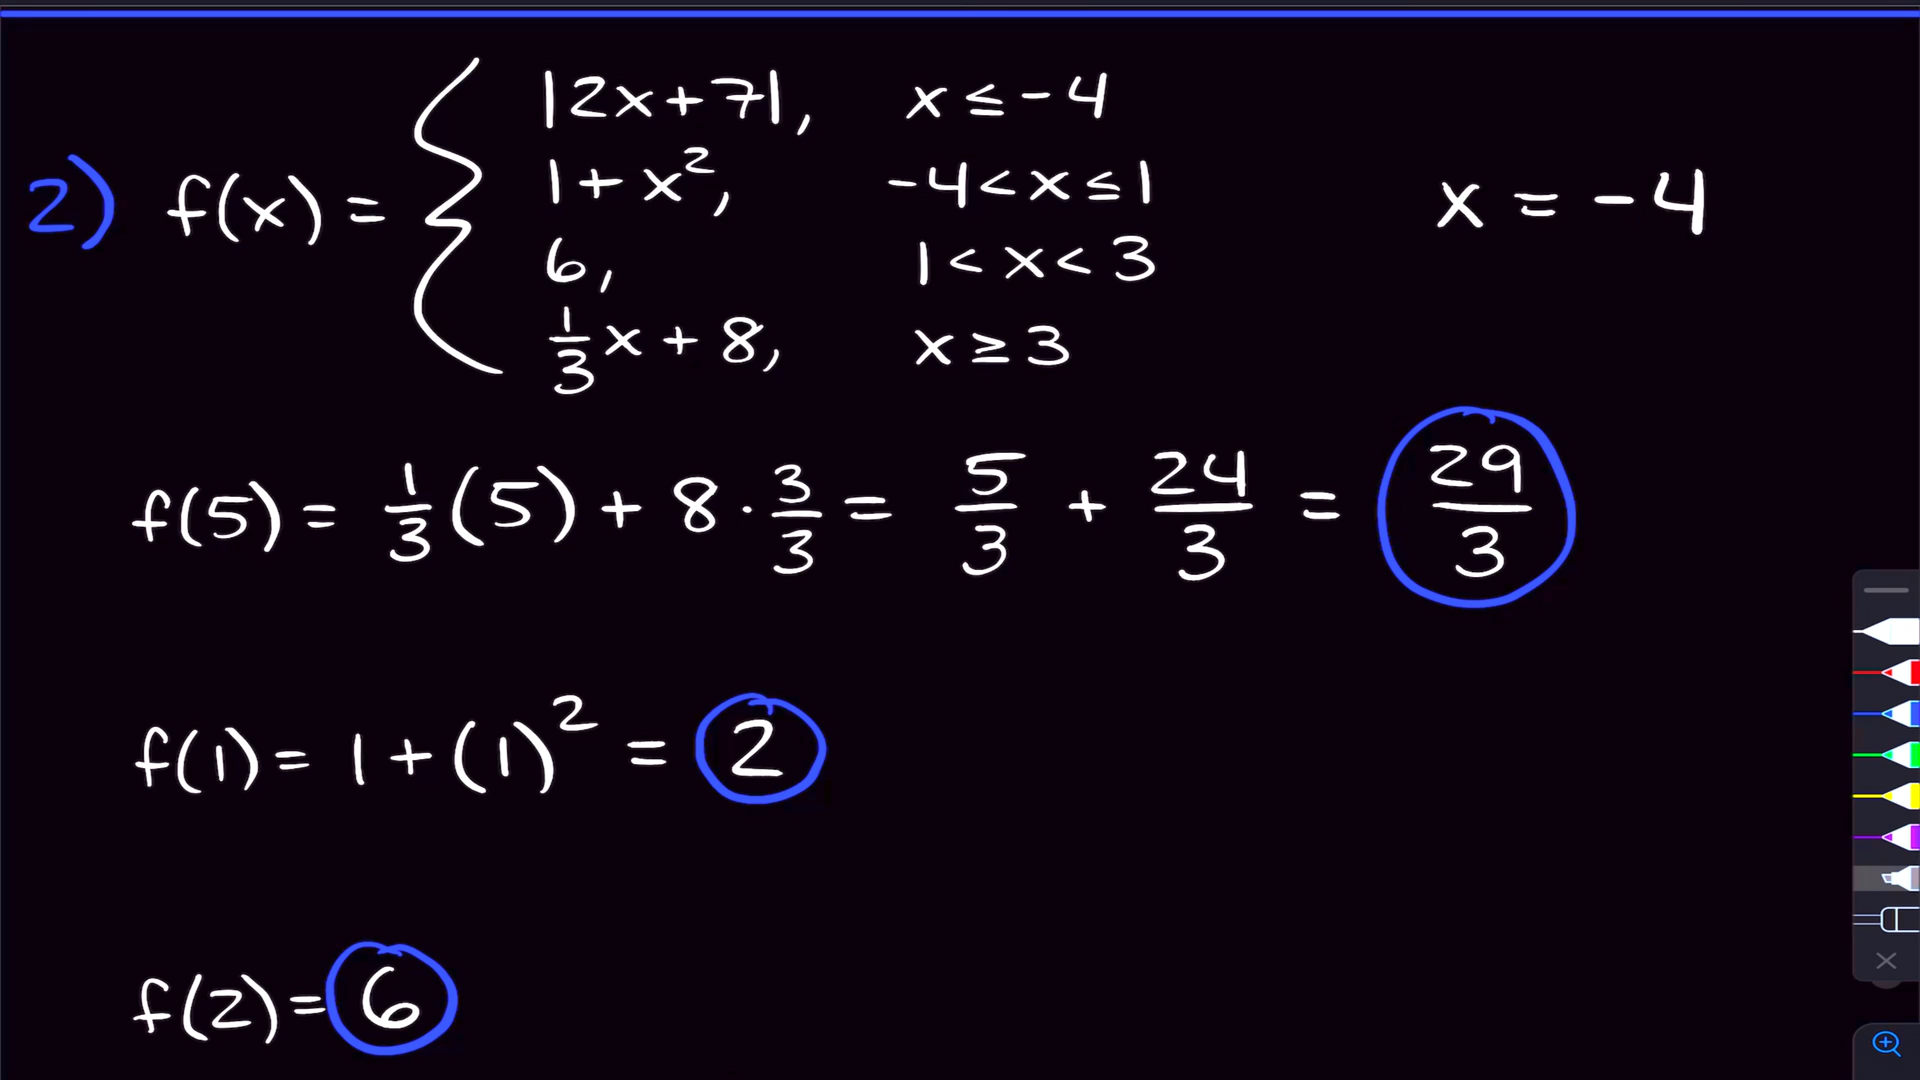 2) f(x) = { |2x+7|, x ≤ -4
1 + x², -4 < x ≤ 1
6, 1 < x < 3
1/3 x + 8, x ≥ 3
x = -4
f(5) = 1/3 (5) + 8 · 3/3 = 5/3 + 24/3 = 29/3
f(1) = 1 + (1)² = 2
f(2) = 6